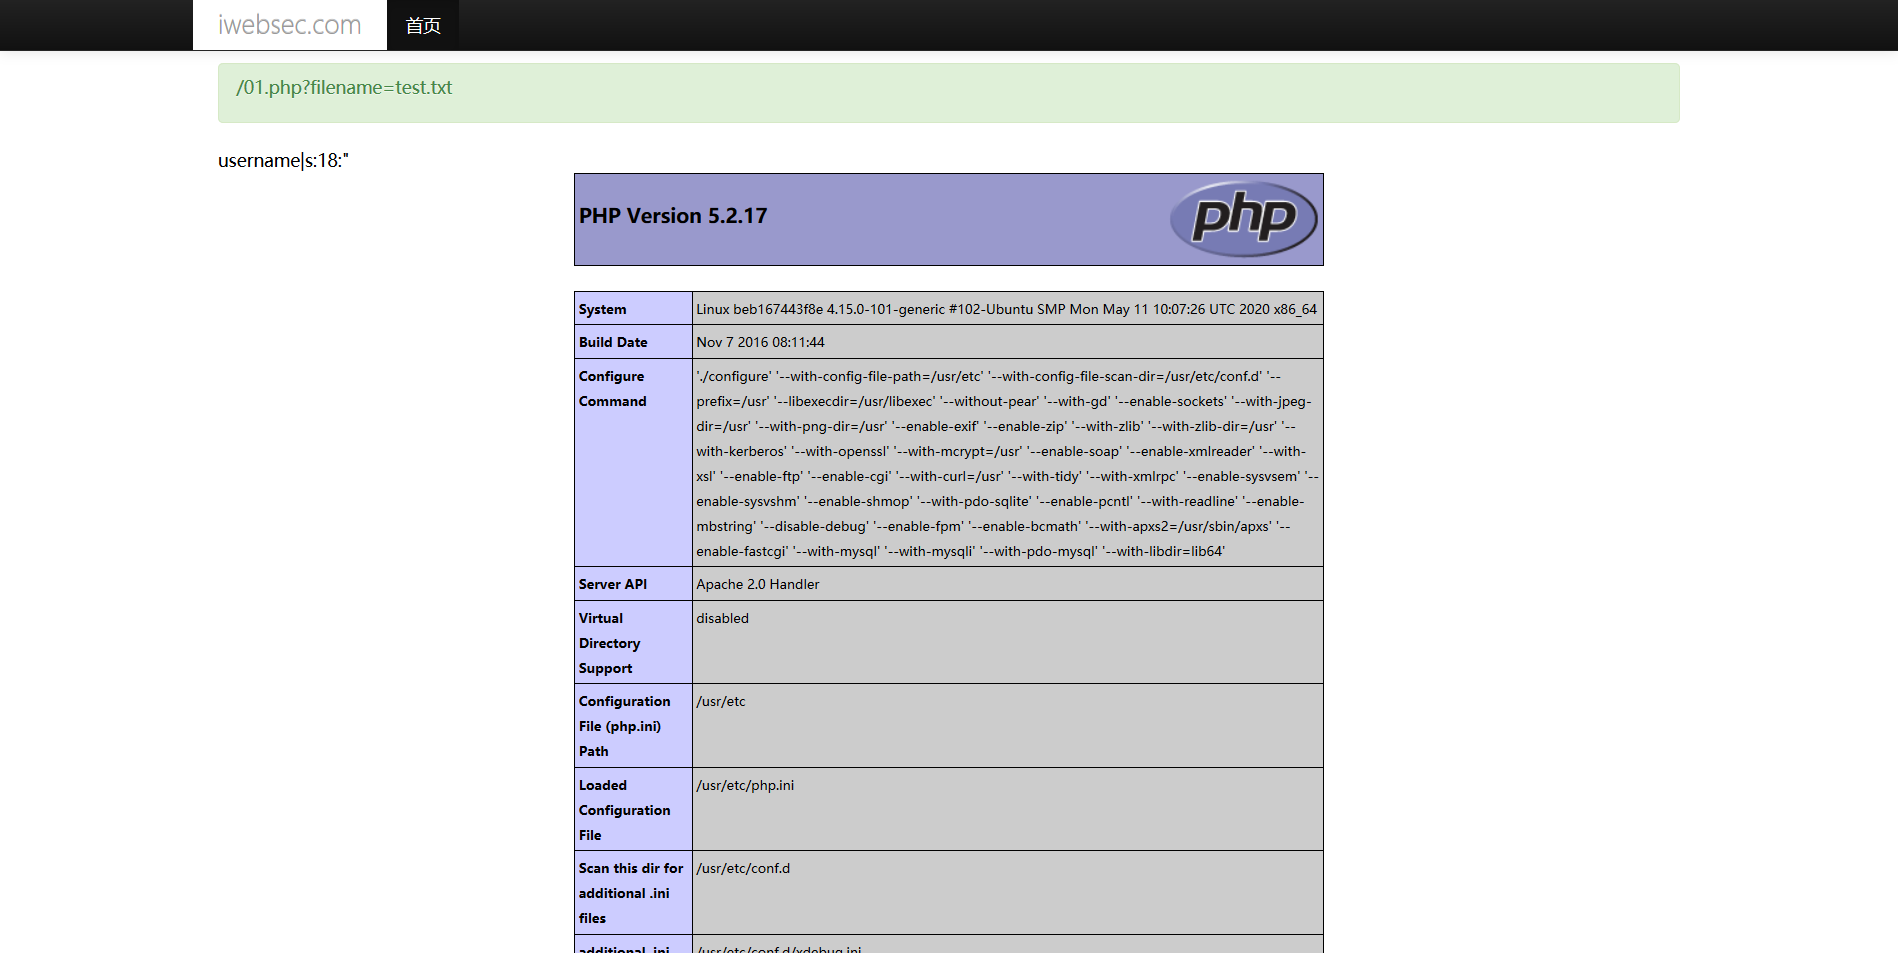 iwebsec.com 首页
/01.php?filename=test.txt
username|s:18:"
PHP Version 5.2.17
php
System Linux beb167443f8e 4.15.0-101-generic #102-Ubuntu SMP Mon May 11 10:07:26 UTC 2020 x86_64
Build Date Nov 7 2016 08:11:44
Configure './configure' '--with-config-file-path=/usr/etc' '--with-config-file-scan-dir=/usr/etc/conf.d' '--
Command prefix=/usr' '--libexecdir=/usr/libexec' '--without-pear' '--with-gd' '--enable-sockets' '--with-jpeg-
dir=/usr' '--with-png-dir=/usr' '--enable-exif' '--enable-zip' '--with-zlib' '--with-zlib-dir=/usr' '--
with-kerberos' '--with-openssl' '--with-mcrypt=/usr' '--enable-soap' '--enable-xmlreader' '--with-
xsl' '--enable-ftp' '--enable-cgi' '--with-curl=/usr' '--with-tidy' '--with-xmlrpc' '--enable-sysvsem' '--
enable-sysvshm' '--enable-shmop' '--with-pdo-sqlite' '--enable-pcntl' '--with-readline' '--enable-
mbstring' '--disable-debug' '--enable-fpm' '--enable-bcmath' '--with-apxs2=/usr/sbin/apxs' '--
enable-fastcgi' '--with-mysql' '--with-mysqli' '--with-pdo-mysql' '--with-libdir=lib64'
Server API Apache 2.0 Handler
Virtual disabled
Directory
Support
Configuration /usr/etc
File (php.ini)
Path
Loaded /usr/etc/php.ini
Configuration
File
Scan this dir for /usr/etc/conf.d
additional .ini
files
additional .ini /usr/etc/conf.d/xdebug.ini